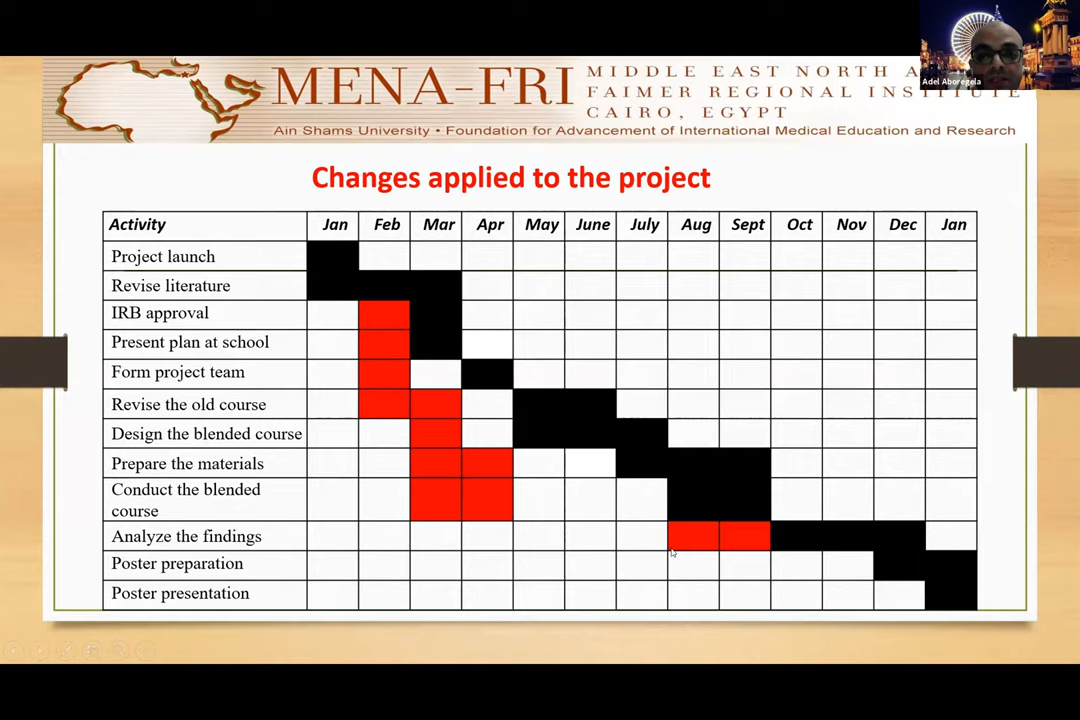 Adel Aboregela
MENA-FRI
MIDDLE EAST NORTH A
FAIMER REGIONAL INSTITUTE
CAIRO, EGYPT
Ain Shams University • Foundation for Advancement of International Medical Education and Research
Changes applied to the project
Activity Jan Feb Mar Apr May June July Aug Sept Oct Nov Dec Jan
Project launch
Revise literature
IRB approval
Present plan at school
Form project team
Revise the old course
Design the blended course
Prepare the materials
Conduct the blended
course
Analyze the findings
Poster preparation
Poster presentation